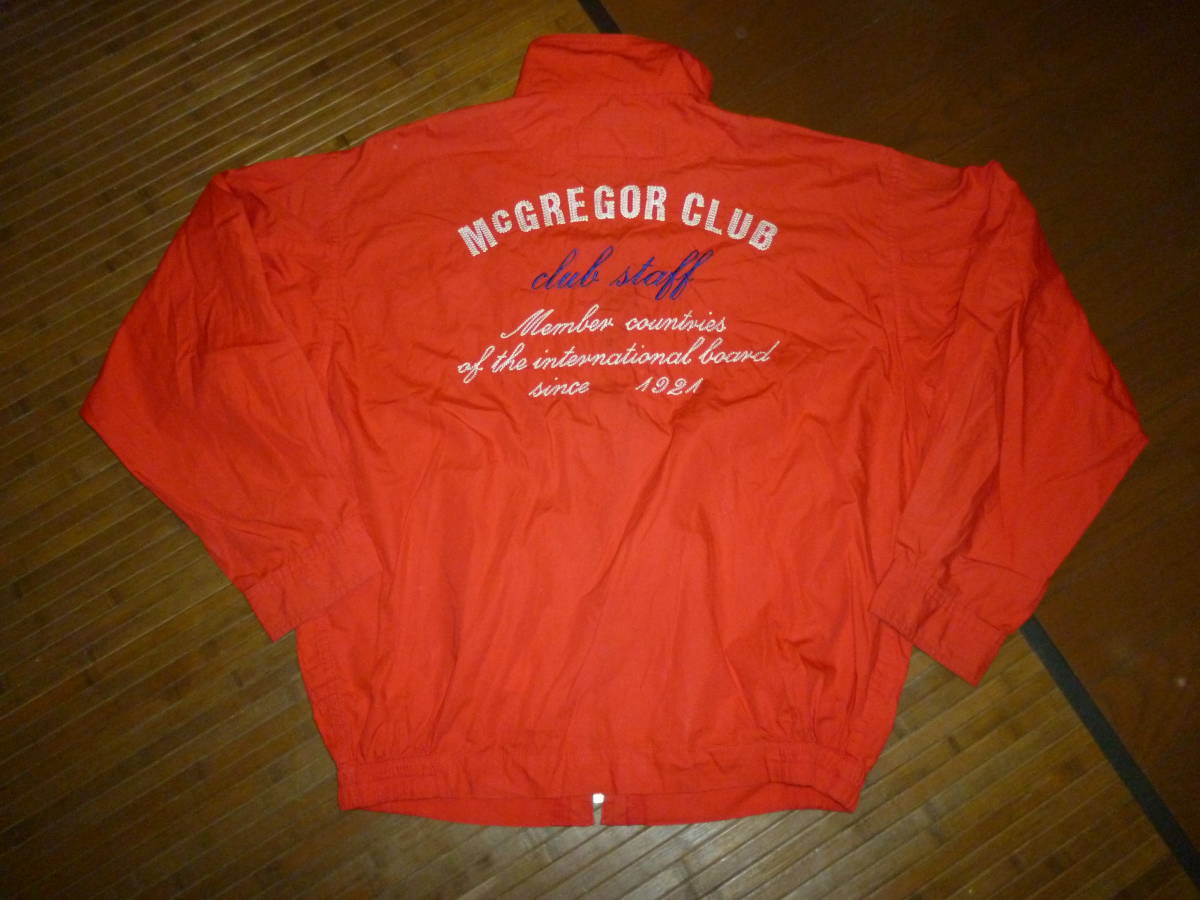 McGREGOR CLUB
club staff
Member countries
of the international board
since 1921